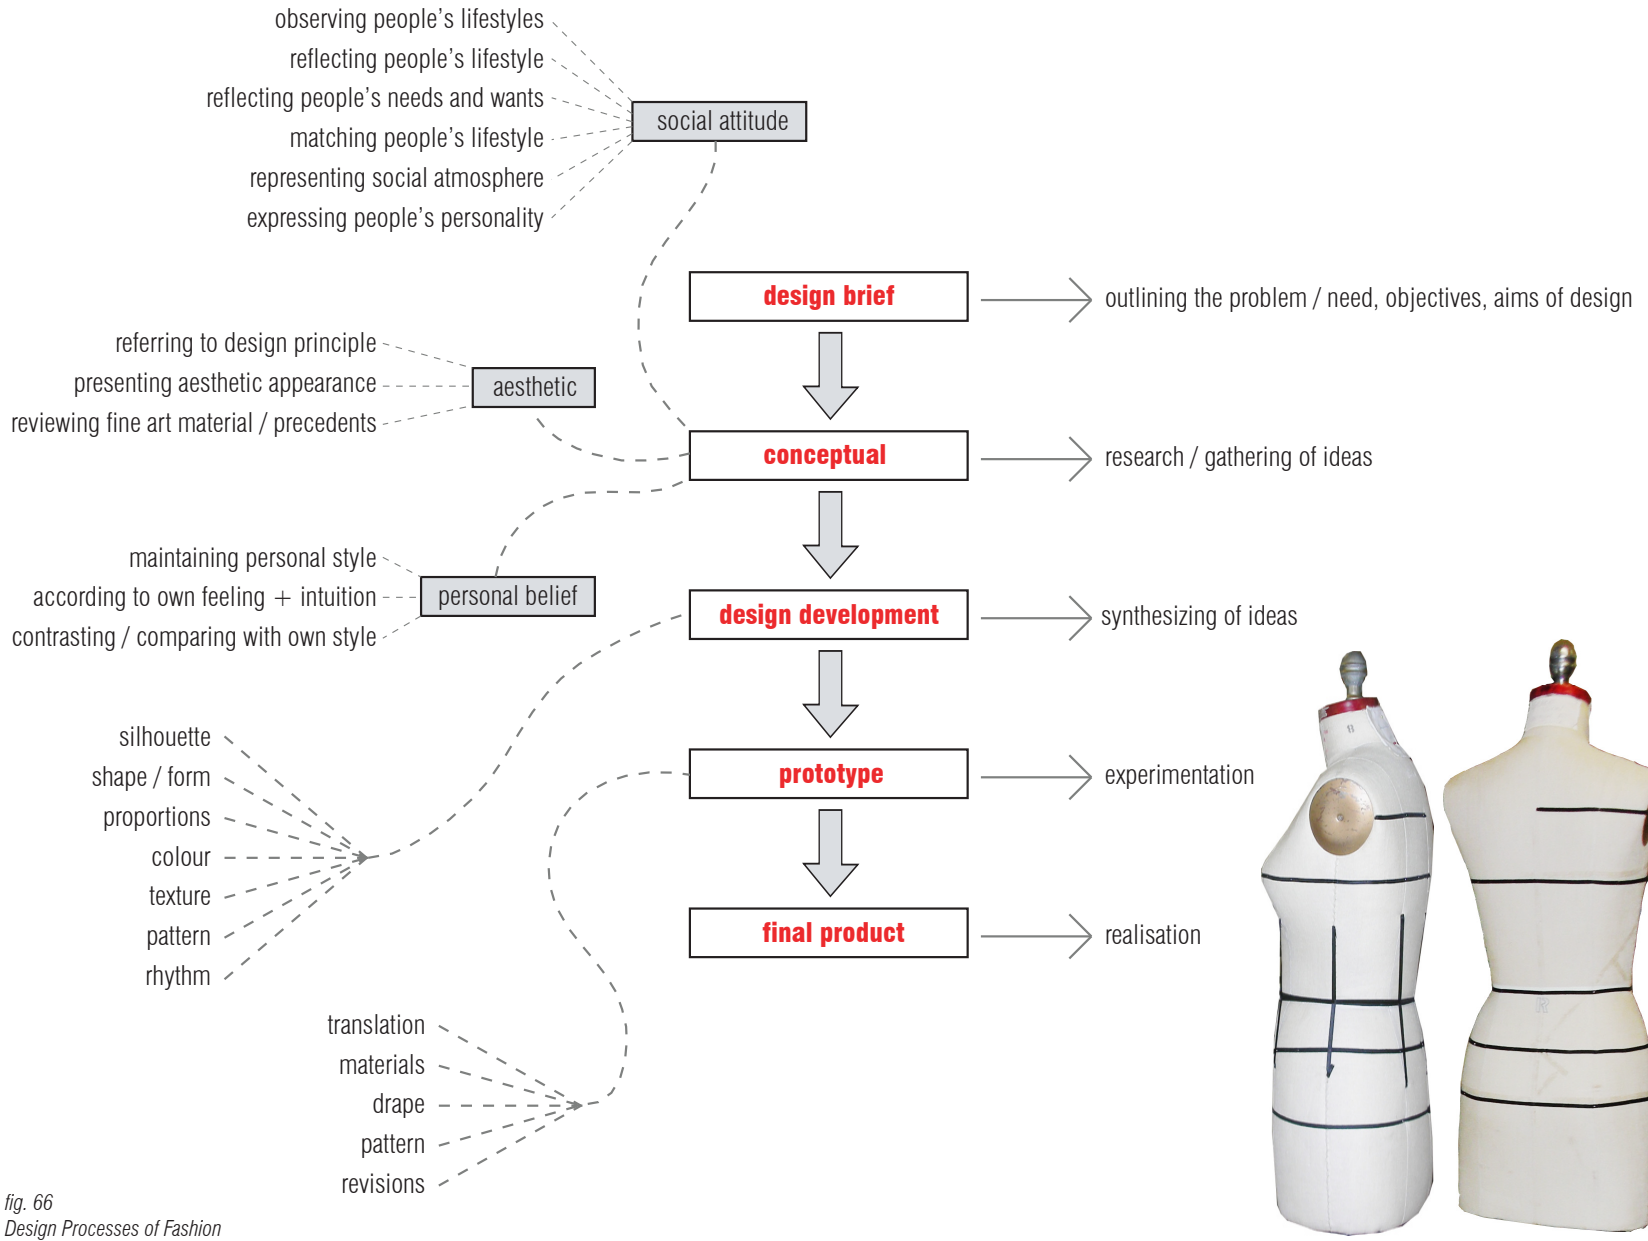 observing people's lifestyles
reflecting people's lifestyle
reflecting people's needs and wants
matching people's lifestyle
representing social atmosphere
expressing people's personality
social attitude
design brief
outlining the problem / need, objectives, aims of design
referring to design principle
presenting aesthetic appearance
reviewing fine art material / precedents
aesthetic
conceptual
research / gathering of ideas
maintaining personal style
according to own feeling + intuition
contrasting / comparing with own style
personal belief
design development
synthesizing of ideas
silhouette
shape / form
proportions
colour
texture
pattern
rhythm
prototype
experimentation
final product
realisation
translation
materials
drape
pattern
revisions
fig. 66
Design Processes of Fashion